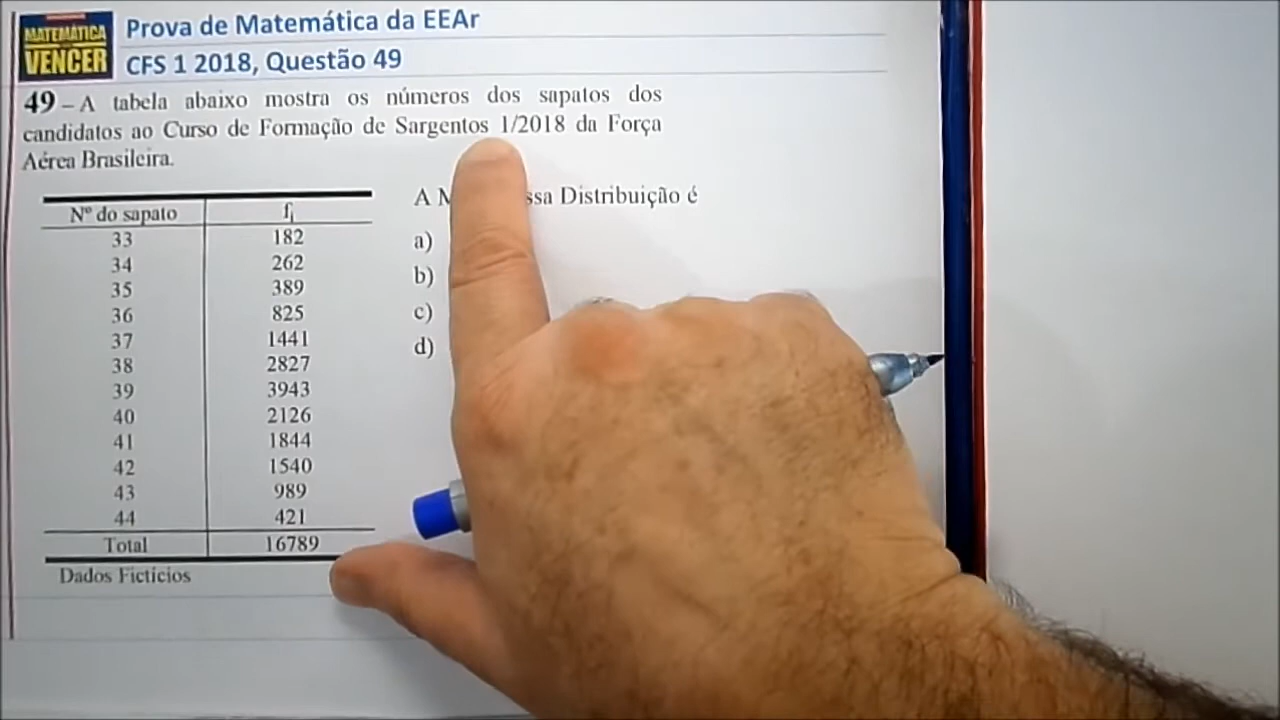 MATEMÁTICA
VENCER
Prova de Matemática da EEAr
CFS 1 2018, Questão 49
49 – A tabela abaixo mostra os números dos sapatos dos
candidatos ao Curso de Formação de Sargentos 1/2018 da Força
Aérea Brasileira.
Nº do sapato fi
33 182
34 262
35 389
36 825
37 1441
38 2827
39 3943
40 2126
41 1844
42 1540
43 989
44 421
Total 16789
Dados Fictícios
A Distribuição é
a)
b)
c)
d)